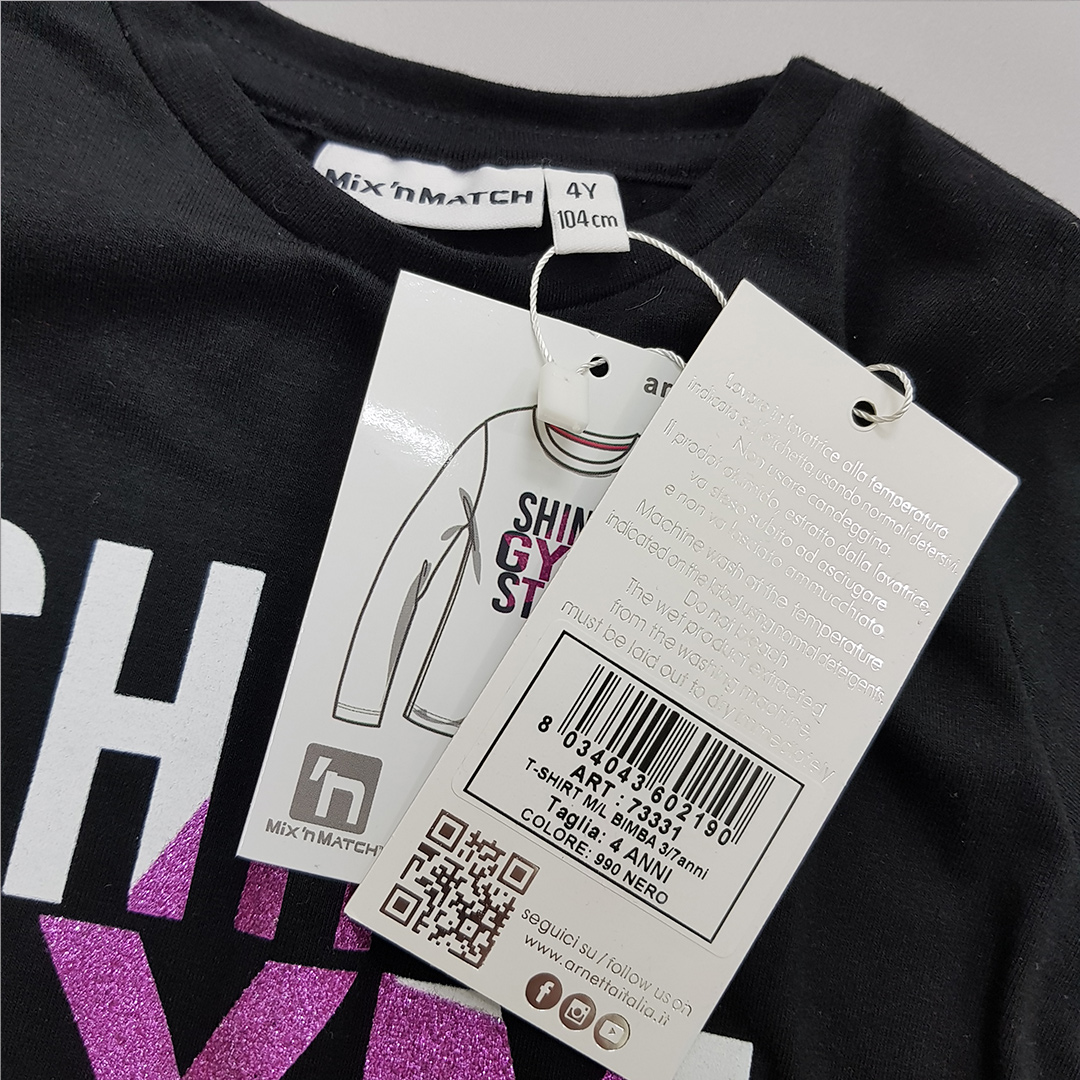 Mix 'n MATCH
4Y
104cm
ar
SHIN
GY
ST
'n
Mix 'n MATCH
Lavare in lavatrice alla temperatura
indicata in etichetta, usando normali detersivi.
Non usare candeggina.
Il prodotto umido, estratto dalla lavatrice,
va steso subito ad asciugare
e non va lasciato ammucchiato.
Machine wash at the temperature
indicated on the label using normal detergents.
Do not bleach
The wet product extracted
from the washing machine,
must be laid out to dry immediately
8 034043 602190
ART : 73331
T-SHIRT M/L BIMBA 3/7anni
Taglia: 4 ANNI
COLORE: 990 NERO
seguici su / follow us on
www.arnettaitalia.it
SHI
GY